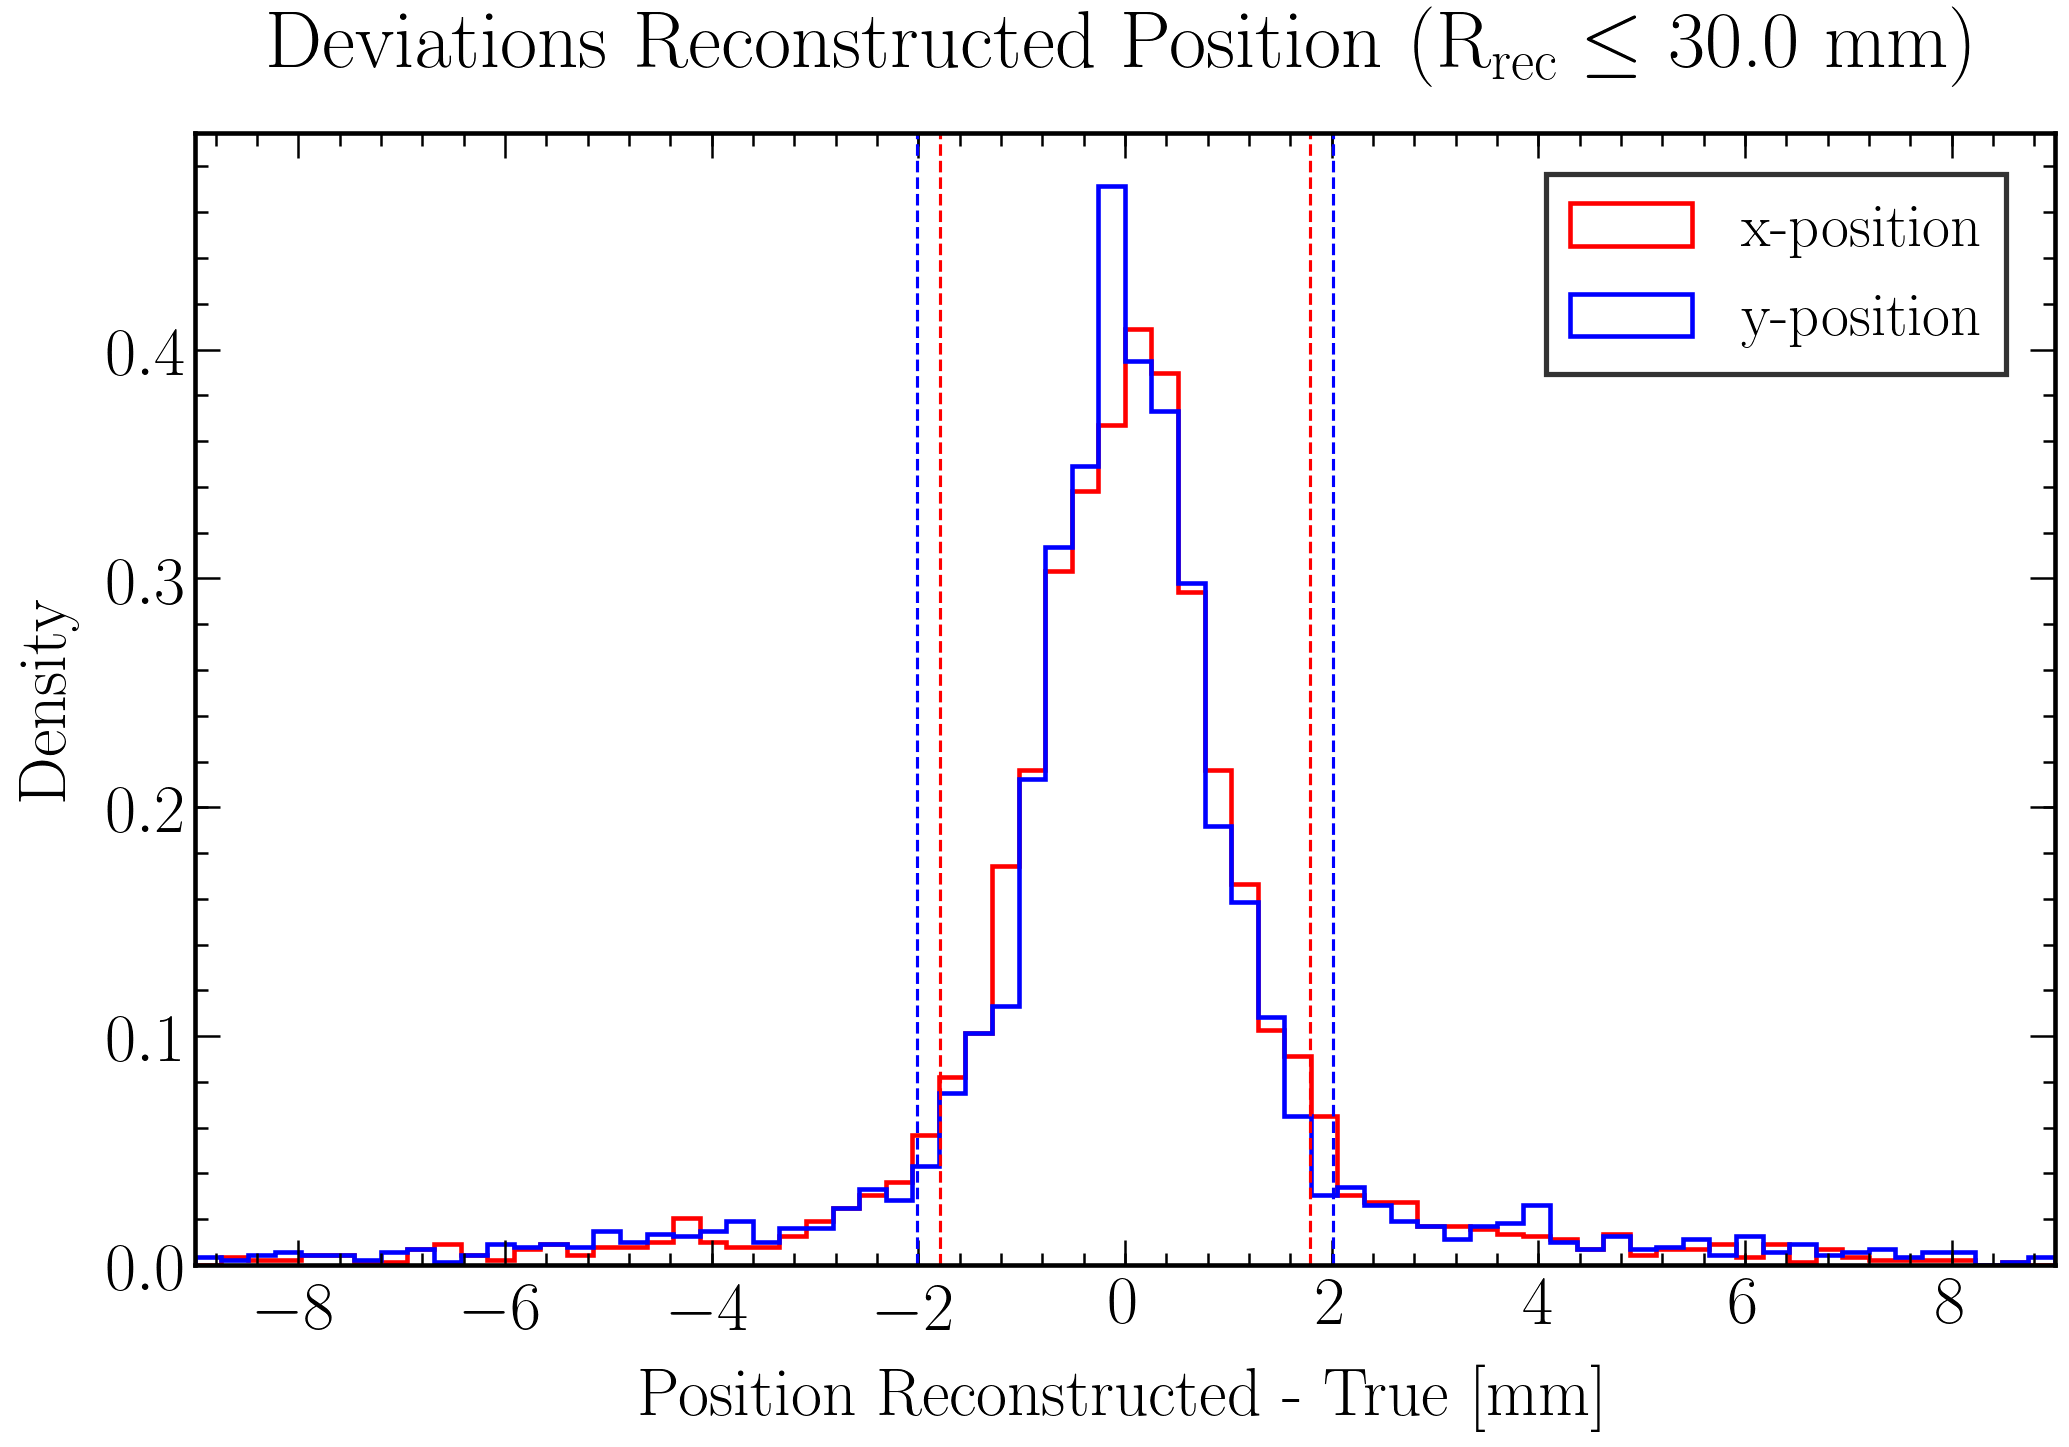 Deviations Reconstructed Position (R_rec ≤ 30.0 mm)
x-position
y-position
Density
0.4
0.3
0.2
0.1
0.0
−8 −6 −4 −2 0 2 4 6 8
Position Reconstructed - True [mm]